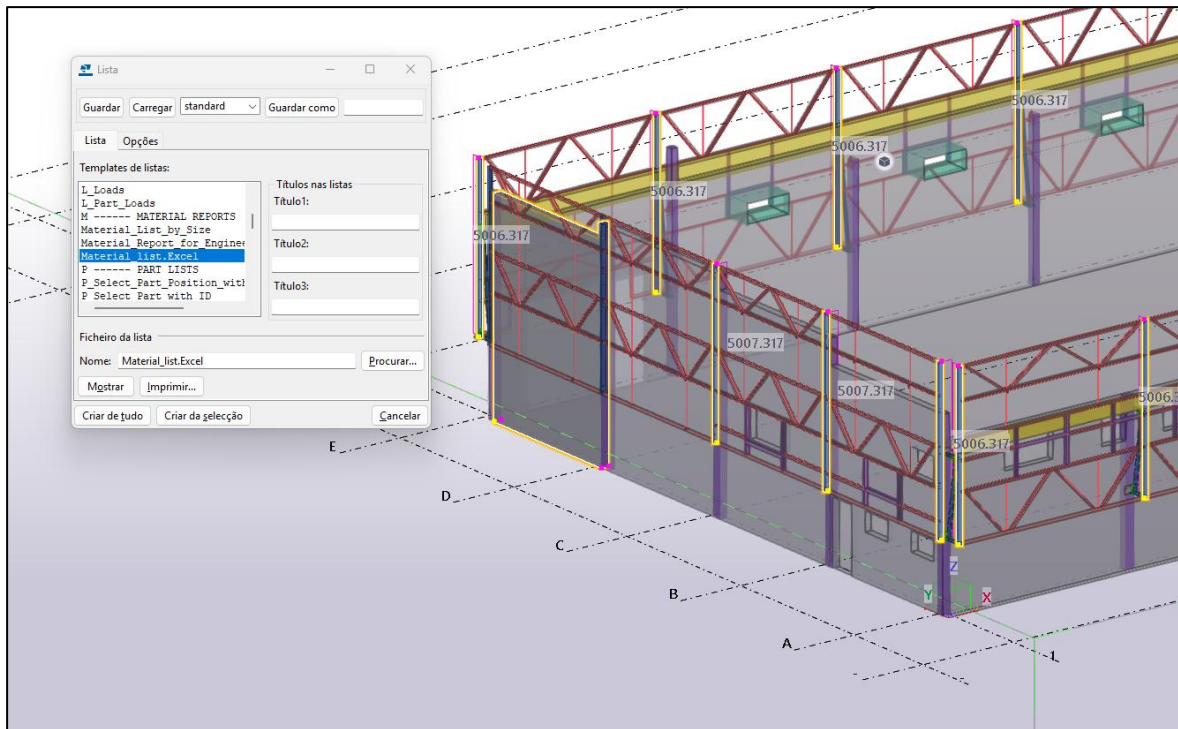 Lista
Guardar Carregar standard Guardar como
Lista Opções
Templates de listas:
L_Loads
L_Part_Loads
M ------ MATERIAL REPORTS
Material_List_by_Size
Material_Report_for_Enginee
Material_list.Excel
P ------ PART LISTS
P_Select_Part_Position_wit
P Select Part with ID
Títulos nas listas
Título1:
Título2:
Título3:
Ficheiro da lista
Nome: Material_list.Excel Procurar...
Mostrar Imprimir...
Criar de tudo Criar da selecção Cancelar
5006.317
5006.317
5006.317
5006.317
5007.317
5007.317
5006.317
5006.3
E
D
C
B
A
1
Z
Y
X